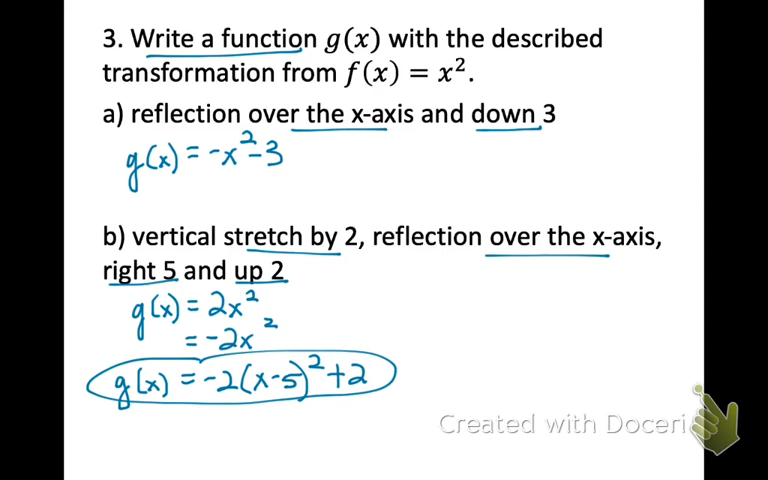 3. Write a function g(x) with the described
transformation from f(x) = x².
a) reflection over the x-axis and down 3
g(x) = -x² - 3
b) vertical stretch by 2, reflection over the x-axis,
right 5 and up 2
g(x) = 2x²
= -2x²
g(x) = -2(x-5)² + 2
Created with Doceri